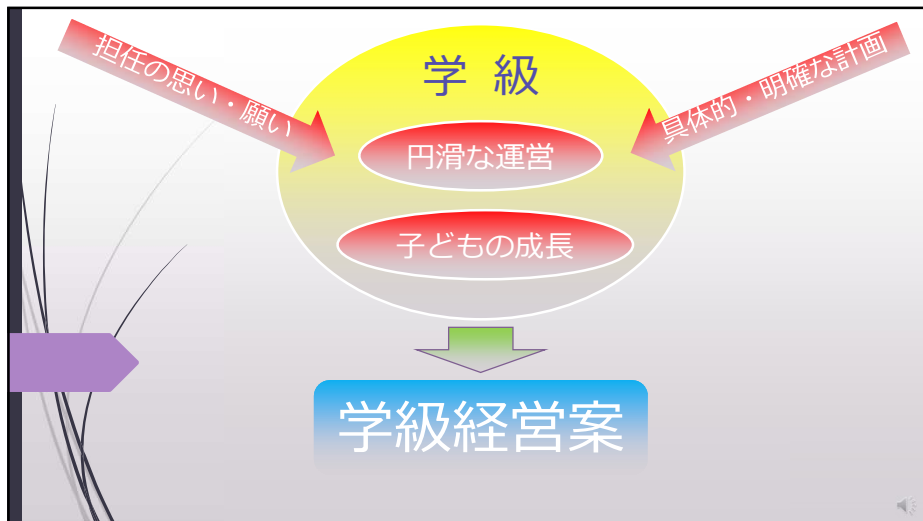 担任の思い・願い
具体的・明確な計画
学 級
円滑な運営
子どもの成長
学級経営案